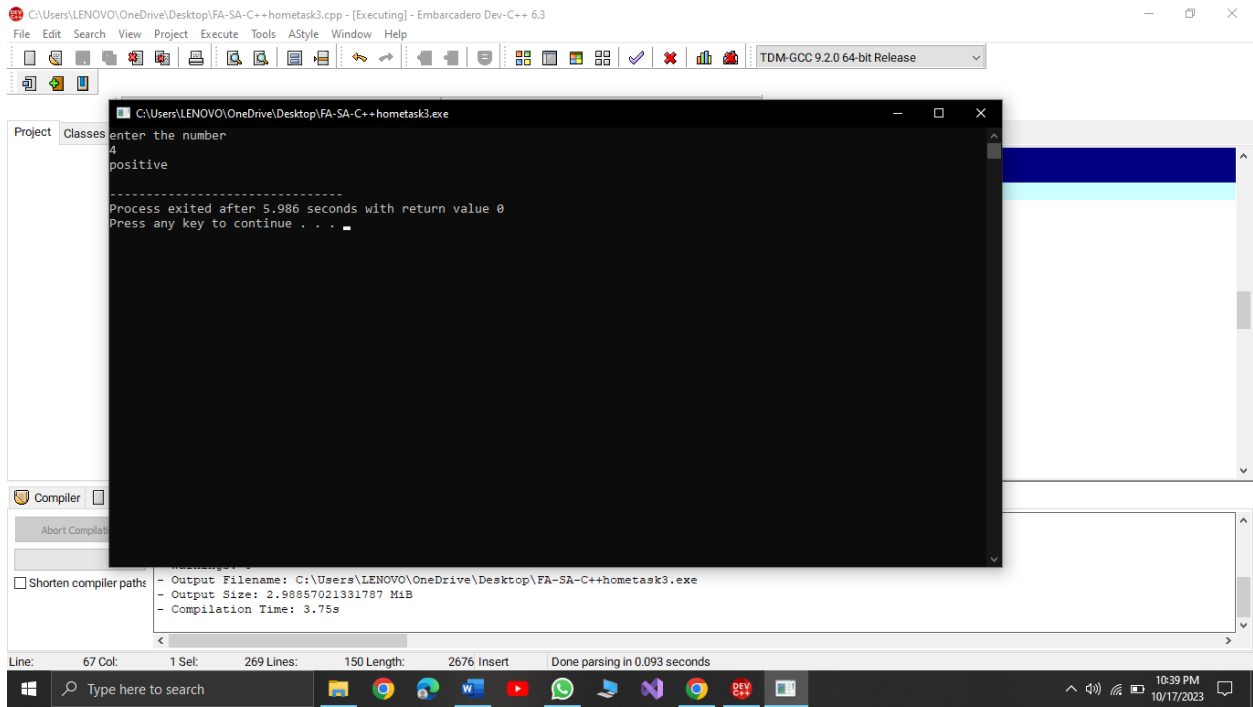 C:\Users\LENOVO\OneDrive\Desktop\FA-SA-C++hometask3.cpp - [Executing] - Embarcadero Dev-C++ 6.3
File Edit Search View Project Execute Tools AStyle Window Help
TDM-GCC 9.2.0 64-bit Release
C:\Users\LENOVO\OneDrive\Desktop\FA-SA-C++hometask3.exe
Project Classes
enter the number
4
positive
--------------------------------
Process exited after 5.986 seconds with return value 0
Press any key to continue . . .
Compiler
Abort Compilati
Shorten compiler paths
- Output Filename: C:\Users\LENOVO\OneDrive\Desktop\FA-SA-C++hometask3.exe
- Output Size: 2.98857021331787 MiB
- Compilation Time: 3.75s
Line: 67 Col: 1 Sel: 269 Lines: 150 Length: 2676 Insert Done parsing in 0.093 seconds
Type here to search
10:39 PM
10/17/2023